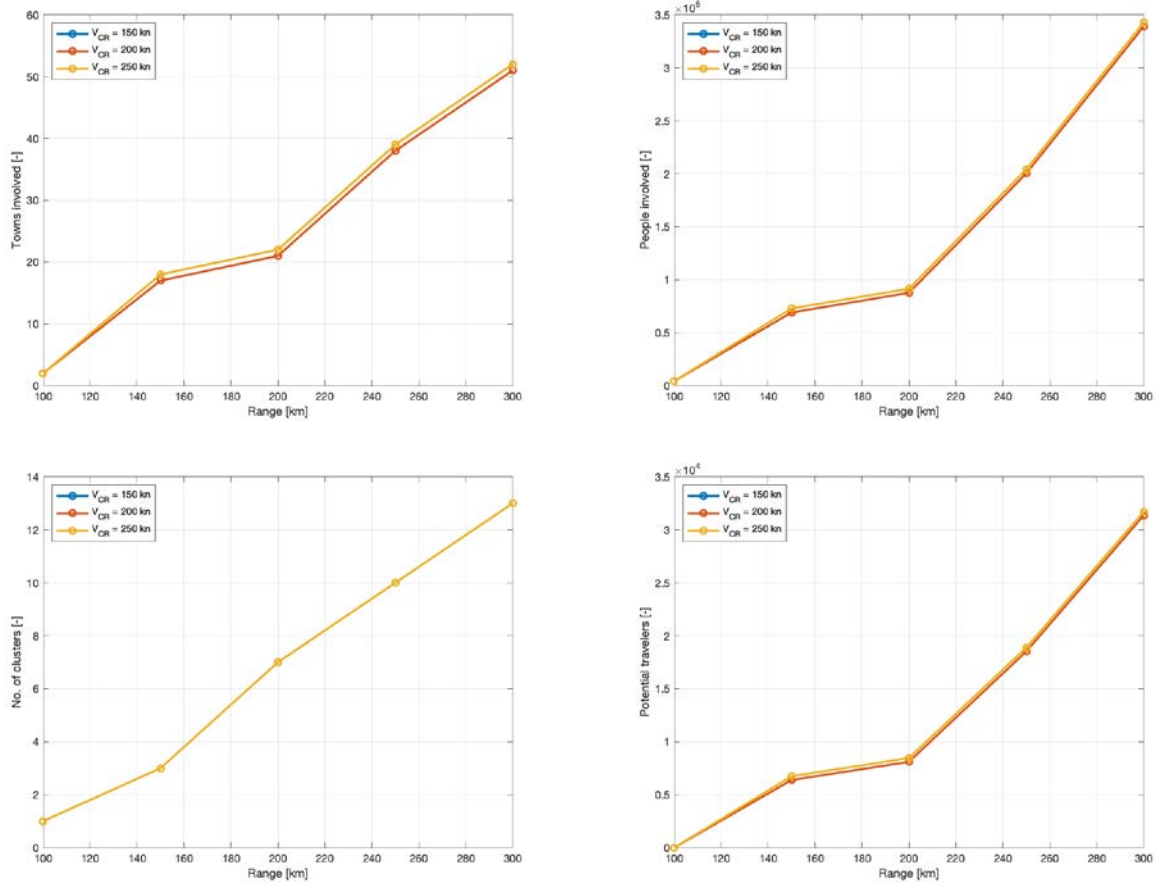 60
50
40
30
20
10
0
Towns involved [-]
V_CR = 150 kn
V_CR = 200 kn
V_CR = 250 kn
100 120 140 160 180 200 220 240 260 280 300
Range [km]
×10^6
3.5
3
2.5
2
1.5
1
0.5
0
People involved [-]
V_CR = 150 kn
V_CR = 200 kn
V_CR = 250 kn
100 120 140 160 180 200 220 240 260 280 300
Range [km]
14
12
10
8
6
4
2
0
No. of clusters [-]
V_CR = 150 kn
V_CR = 200 kn
V_CR = 250 kn
100 120 140 160 180 200 220 240 260 280 300
Range [km]
×10^4
3.5
3
2.5
2
1.5
1
0.5
0
Potential travelers [-]
V_CR = 150 kn
V_CR = 200 kn
V_CR = 250 kn
100 120 140 160 180 200 220 240 260 280 300
Range [km]